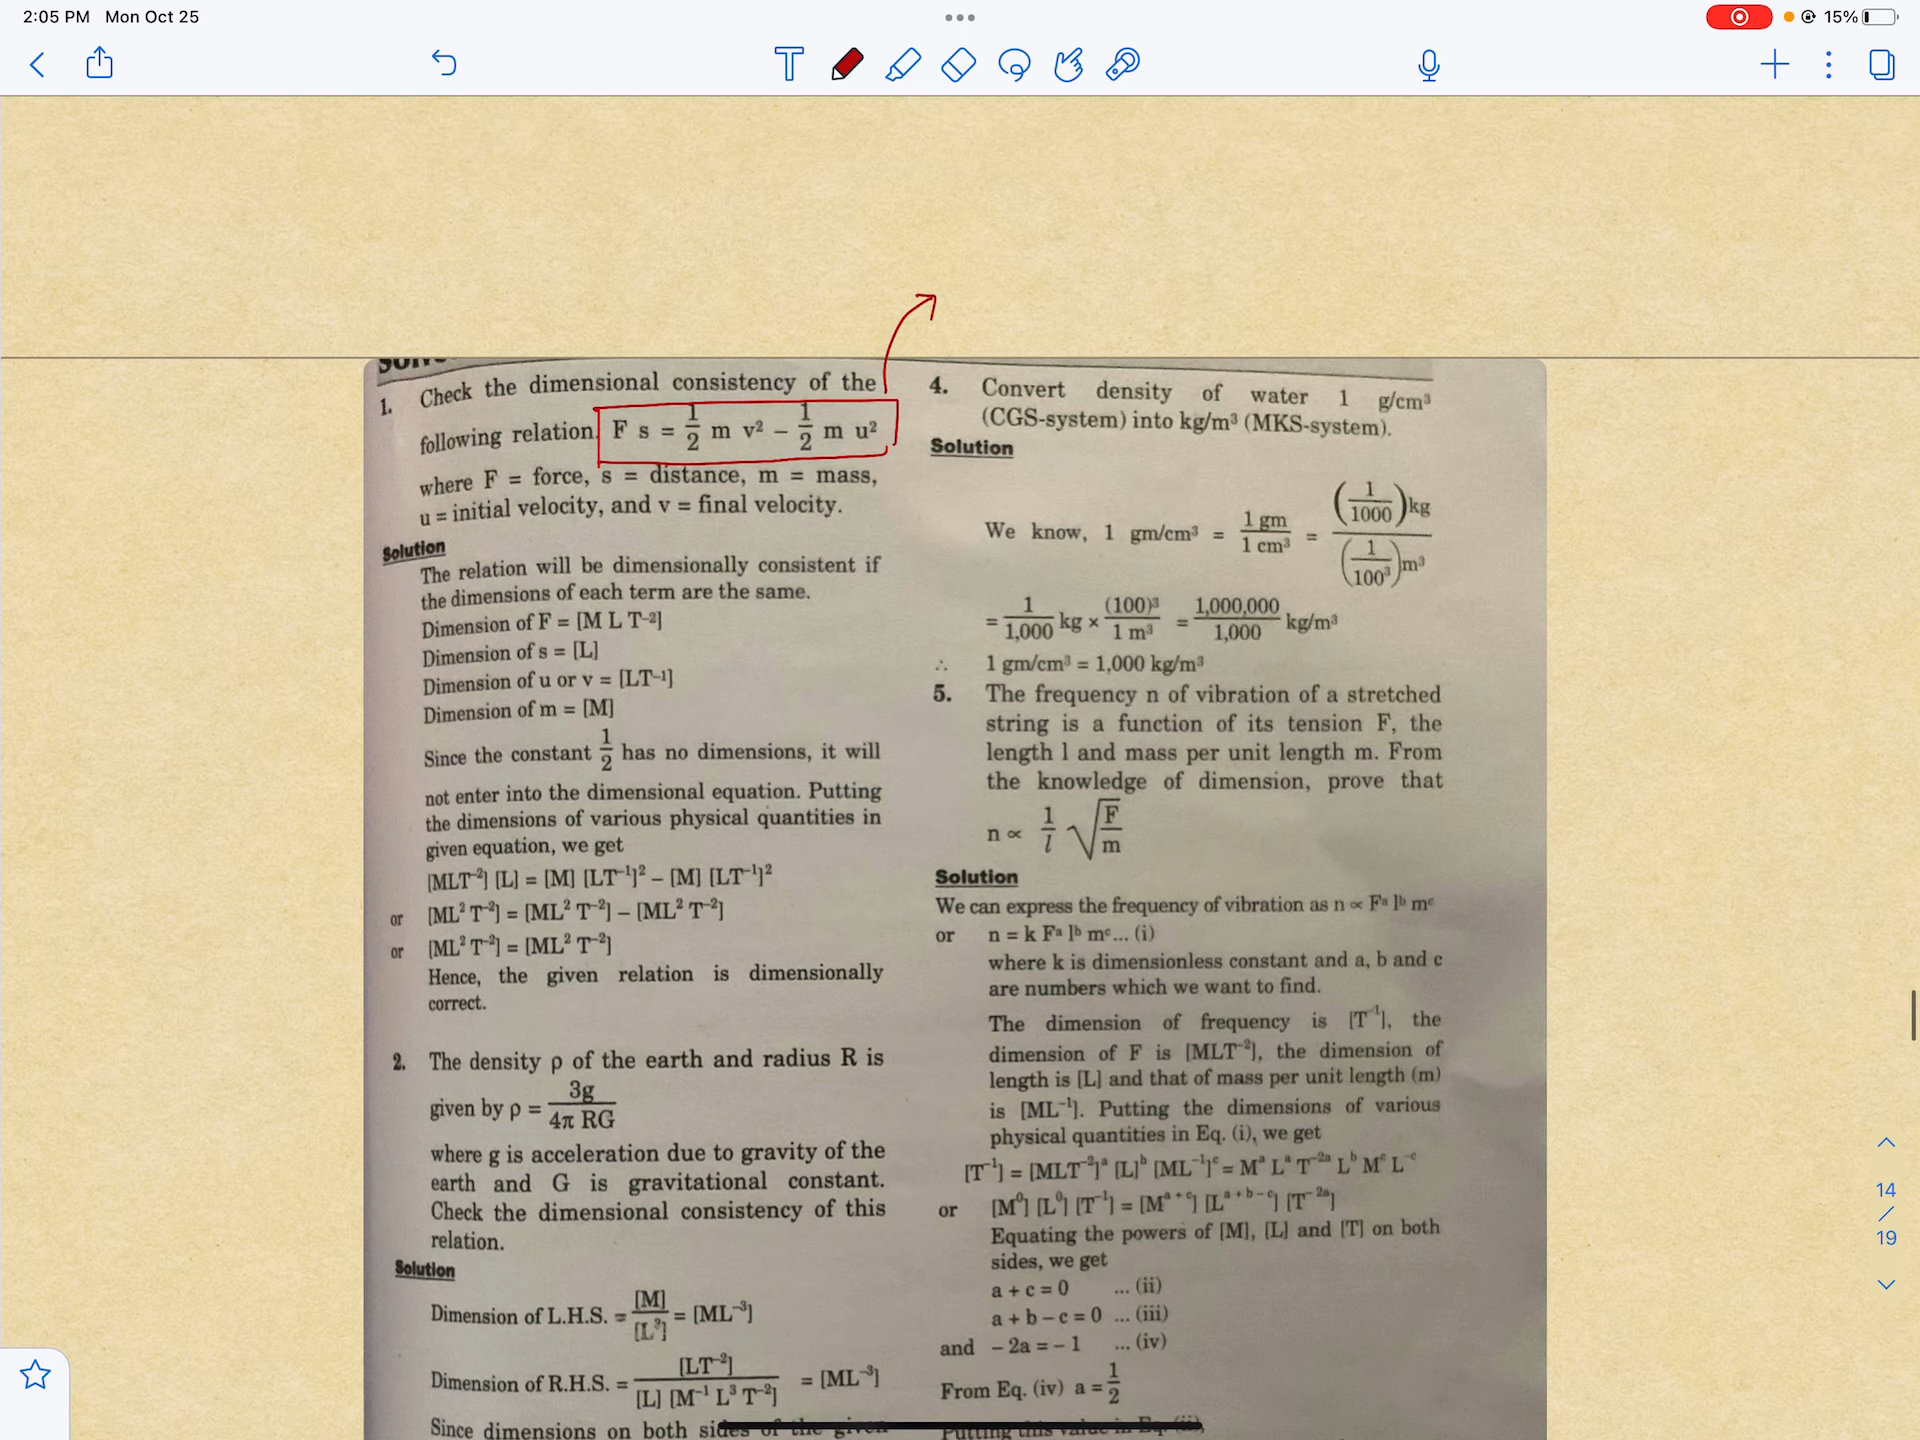 2:05 PM Mon Oct 25
15%
1. Check the dimensional consistency of the
following relation F s = 1/2 m v² − 1/2 m u²
where F = force, s = distance, m = mass,
u = initial velocity, and v = final velocity.
Solution
The relation will be dimensionally consistent if
the dimensions of each term are the same.
Dimension of F = [M L T⁻²]
Dimension of s = [L]
Dimension of u or v = [LT⁻¹]
Dimension of m = [M]
Since the constant 1/2 has no dimensions, it will
not enter into the dimensional equation. Putting
the dimensions of various physical quantities in
given equation, we get
[MLT⁻²] [L] = [M] [LT⁻¹]² − [M] [LT⁻¹]²
or [ML² T⁻²] = [ML² T⁻²] − [ML² T⁻²]
or [ML² T⁻²] = [ML² T⁻²]
Hence, the given relation is dimensionally
correct.
2. The density ρ of the earth and radius R is
given by ρ = 3g / 4π RG
where g is acceleration due to gravity of the
earth and G is gravitational constant.
Check the dimensional consistency of this
relation.
Solution
Dimension of L.H.S. = [M] / [L³] = [ML⁻³]
Dimension of R.H.S. = [LT⁻²] / [L] [M⁻¹ L³ T⁻²] = [ML⁻³]
Since dimensions on both sides of the given
4. Convert density of water 1 g/cm³
(CGS-system) into kg/m³ (MKS-system).
Solution
We know, 1 gm/cm³ = 1 gm / 1 cm³ = (1/1000) kg / (1/100³) m³
= 1/1,000 kg × (100)³ / 1 m³ = 1,000,000 / 1,000 kg/m³
∴ 1 gm/cm³ = 1,000 kg/m³
5. The frequency n of vibration of a stretched
string is a function of its tension F, the
length l and mass per unit length m. From
the knowledge of dimension, prove that
n ∝ 1/l √(F/m)
Solution
We can express the frequency of vibration as n ∝ Fᵃ lᵇ mᶜ
or n = k Fᵃ lᵇ mᶜ ... (i)
where k is dimensionless constant and a, b and c
are numbers which we want to find.
The dimension of frequency is [T⁻¹], the
dimension of F is [MLT⁻²], the dimension of
length is [L] and that of mass per unit length (m)
is [ML⁻¹]. Putting the dimensions of various
physical quantities in Eq. (i), we get
[T⁻¹] = [MLT⁻²]ᵃ [L]ᵇ [ML⁻¹]ᶜ = Mᵃ Lᵃ T⁻²ᵃ Lᵇ Mᶜ L⁻ᶜ
or [M⁰] [L⁰] [T⁻¹] = [Mᵃ⁺ᶜ] [Lᵃ⁺ᵇ⁻ᶜ] [T⁻²ᵃ]
Equating the powers of [M], [L] and [T] on both
sides, we get
a + c = 0 ... (ii)
a + b − c = 0 ... (iii)
and − 2a = − 1 ... (iv)
From Eq. (iv) a = 1/2
Putting this value in Eq. (ii),
14
/
19